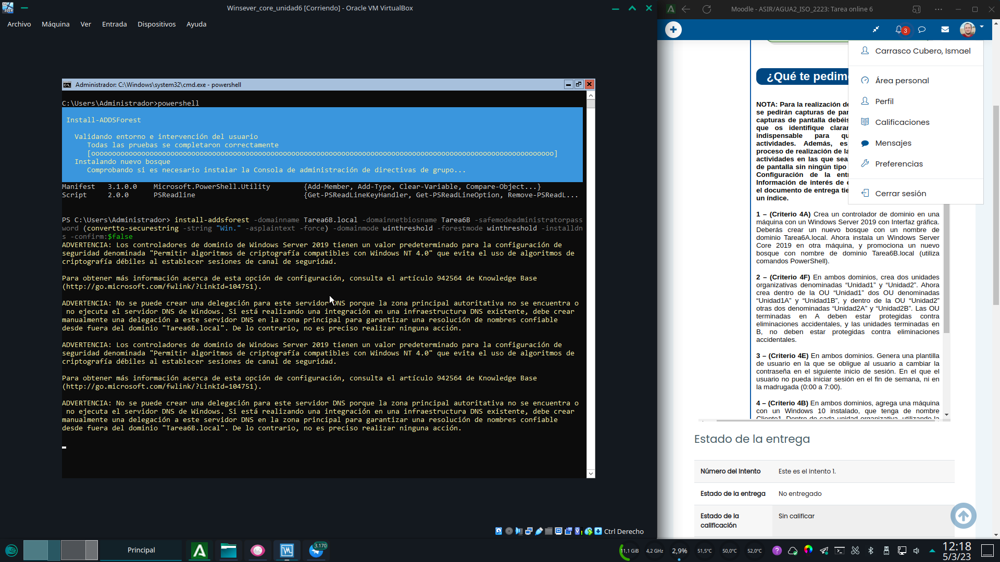 Winsever_core_unidad6 [Corriendo] - Oracle VM VirtualBox
Archivo Máquina Ver Entrada Dispositivos Ayuda
Administrador: C:\Windows\system32\cmd.exe - powershell
C:\Users\Administrador>powershell
Install-ADDSForest
Validando entorno e intervención del usuario
Todas las pruebas se completaron correctamente
[ooooooooooooooooooooooooooooooooooooooooooooooooooooooooooooooooooooooooooooooooooooooooooooooooooooooooooooooo]
Instalando nuevo bosque
Comprobando si es necesario instalar la Consola de administración de directivas de grupo...
Manifest 3.1.0.0 Microsoft.PowerShell.Utility {Add-Member, Add-Type, Clear-Variable, Compare-Object...}
Script 2.0.0 PSReadline {Get-PSReadLineKeyHandler, Get-PSReadLineOption, Remove-PSReadL...
PS C:\Users\Administrador> install-addsforest -domainname Tarea6B.local -domainnetbiosname Tarea6B -safemodeadministratorpass
word (convertto-securestring -string "Win." -asplaintext -force) -domainmode winthreshold -forestmode winthreshold -installdn
s -confirm:$false
ADVERTENCIA: Los controladores de dominio de Windows Server 2019 tienen un valor predeterminado para la configuración de
seguridad denominada "Permitir algoritmos de criptografía compatibles con Windows NT 4.0" que evita el uso de algoritmos de
criptografía débiles al establecer sesiones de canal de seguridad.
Para obtener más información acerca de esta opción de configuración, consulta el artículo 942564 de Knowledge Base
(http://go.microsoft.com/fwlink/?LinkId=104751).
ADVERTENCIA: No se puede crear una delegación para este servidor DNS porque la zona principal autoritativa no se encuentra o
no ejecuta el servidor DNS de Windows. Si está realizando una integración en una infraestructura DNS existente, debe crear
manualmente una delegación a este servidor DNS en la zona principal para garantizar una resolución de nombres confiable
desde fuera del dominio "Tarea6B.local". De lo contrario, no es preciso realizar ninguna acción.
ADVERTENCIA: Los controladores de dominio de Windows Server 2019 tienen un valor predeterminado para la configuración de
seguridad denominada "Permitir algoritmos de criptografía compatibles con Windows NT 4.0" que evita el uso de algoritmos de
criptografía débiles al establecer sesiones de canal de seguridad.
Para obtener más información acerca de esta opción de configuración, consulta el artículo 942564 de Knowledge Base
(http://go.microsoft.com/fwlink/?LinkId=104751).
ADVERTENCIA: No se puede crear una delegación para este servidor DNS porque la zona principal autoritativa no se encuentra o
no ejecuta el servidor DNS de Windows. Si está realizando una integración en una infraestructura DNS existente, debe crear
manualmente una delegación a este servidor DNS en la zona principal para garantizar una resolución de nombres confiable
desde fuera del dominio "Tarea6B.local". De lo contrario, no es preciso realizar ninguna acción.
Ctrl Derecho
Moodle - ASIR/AGUA2_ISO_2223: Tarea online 6
3
Carrasco Cubero, Ismael
Área personal
Perfil
Calificaciones
Mensajes
Preferencias
Cerrar sesión
¿Qué te pedim
NOTA: Para la realización de
se pedirán capturas de pan
capturas de pantalla debéis
que os identifique claram
indispensable para qu
actividades. Además, es
proceso de realización de la
actividades en las que sea
de pantalla sin ningún tipo
Configuración de la entr
Información de interés de e
el documento de entrega tie
un índice.
1 – (Criterio 4A) Crea un controlador de dominio en una
máquina con un Windows Server 2019 con Interfaz gráfica.
Deberás crear un nuevo bosque con un nombre de
dominio Tarea6A.local. Ahora instala un Windows Server
Core 2019 en otra máquina, y promociona un nuevo
bosque con nombre de dominio Tarea6B.local (utiliza
comandos PowerShell).
2 – (Criterio 4F) En ambos dominios, crea dos unidades
organizativas denominadas “Unidad1” y “Unidad2”. Ahora
crea dentro de la OU “Unidad1” dos OU denominadas
“Unidad1A” y “Unidad1B”, y dentro de la OU “Unidad2”
otras dos denominadas “Unidad2A” y “Unidad2B”. Las OU
terminadas en A deben estar protegidas contra
eliminaciones accidentales, y las unidades terminadas en
B, no deben estar protegidas contra eliminaciones
accidentales.
3 – (Criterio 4E) En ambos dominios. Genera una plantilla
de usuario en la que se obligue al usuario a cambiar la
contraseña en el siguiente inicio de sesión. En el que el
usuario no pueda iniciar sesión en el fin de semana, ni en
la madrugada (0:00 a 7:00).
4 – (Criterio 4B) En ambos dominios, agrega una máquina
con un Windows 10 instalado, que tenga de nombre
Cliente1. Dentro de cada unidad organizativa, utilizando la
Estado de la entrega
Número del intento Este es el intento 1.
Estado de la entrega No entregado
Estado de la calificación Sin calificar
Principal
3.170
11,1 GiB
4,2 GHz
2,9%
51,5°C
50,0°C
52,0°C
12:18
5/3/23